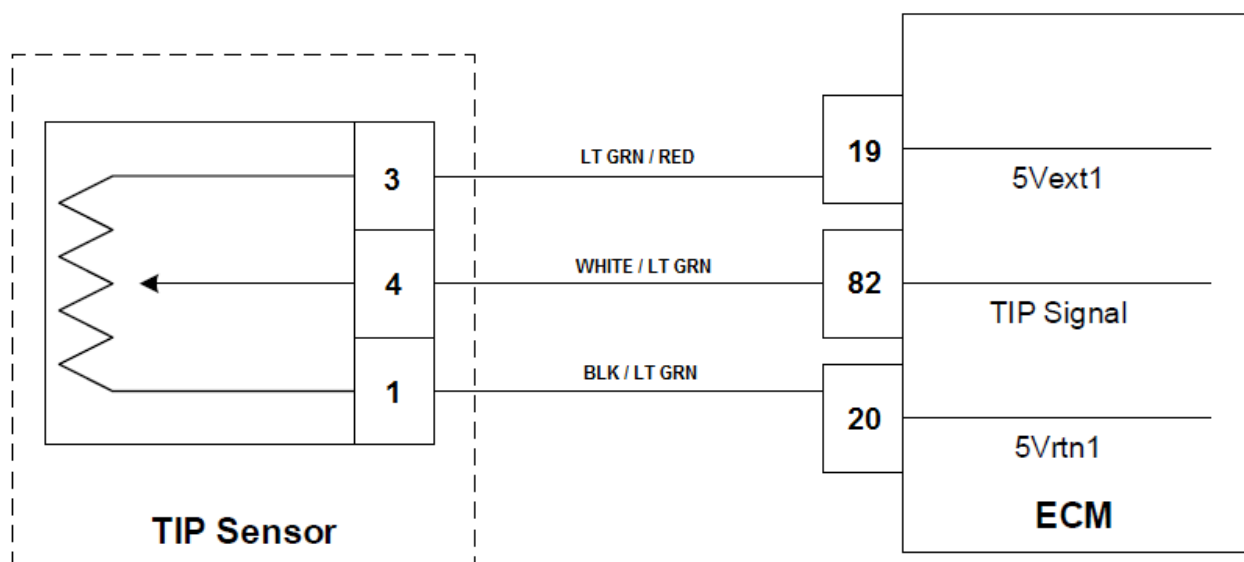 3
4
1
TIP Sensor
LT GRN / RED
WHITE / LT GRN
BLK / LT GRN
19
82
20
5Vext1
TIP Signal
5Vrtn1
ECM